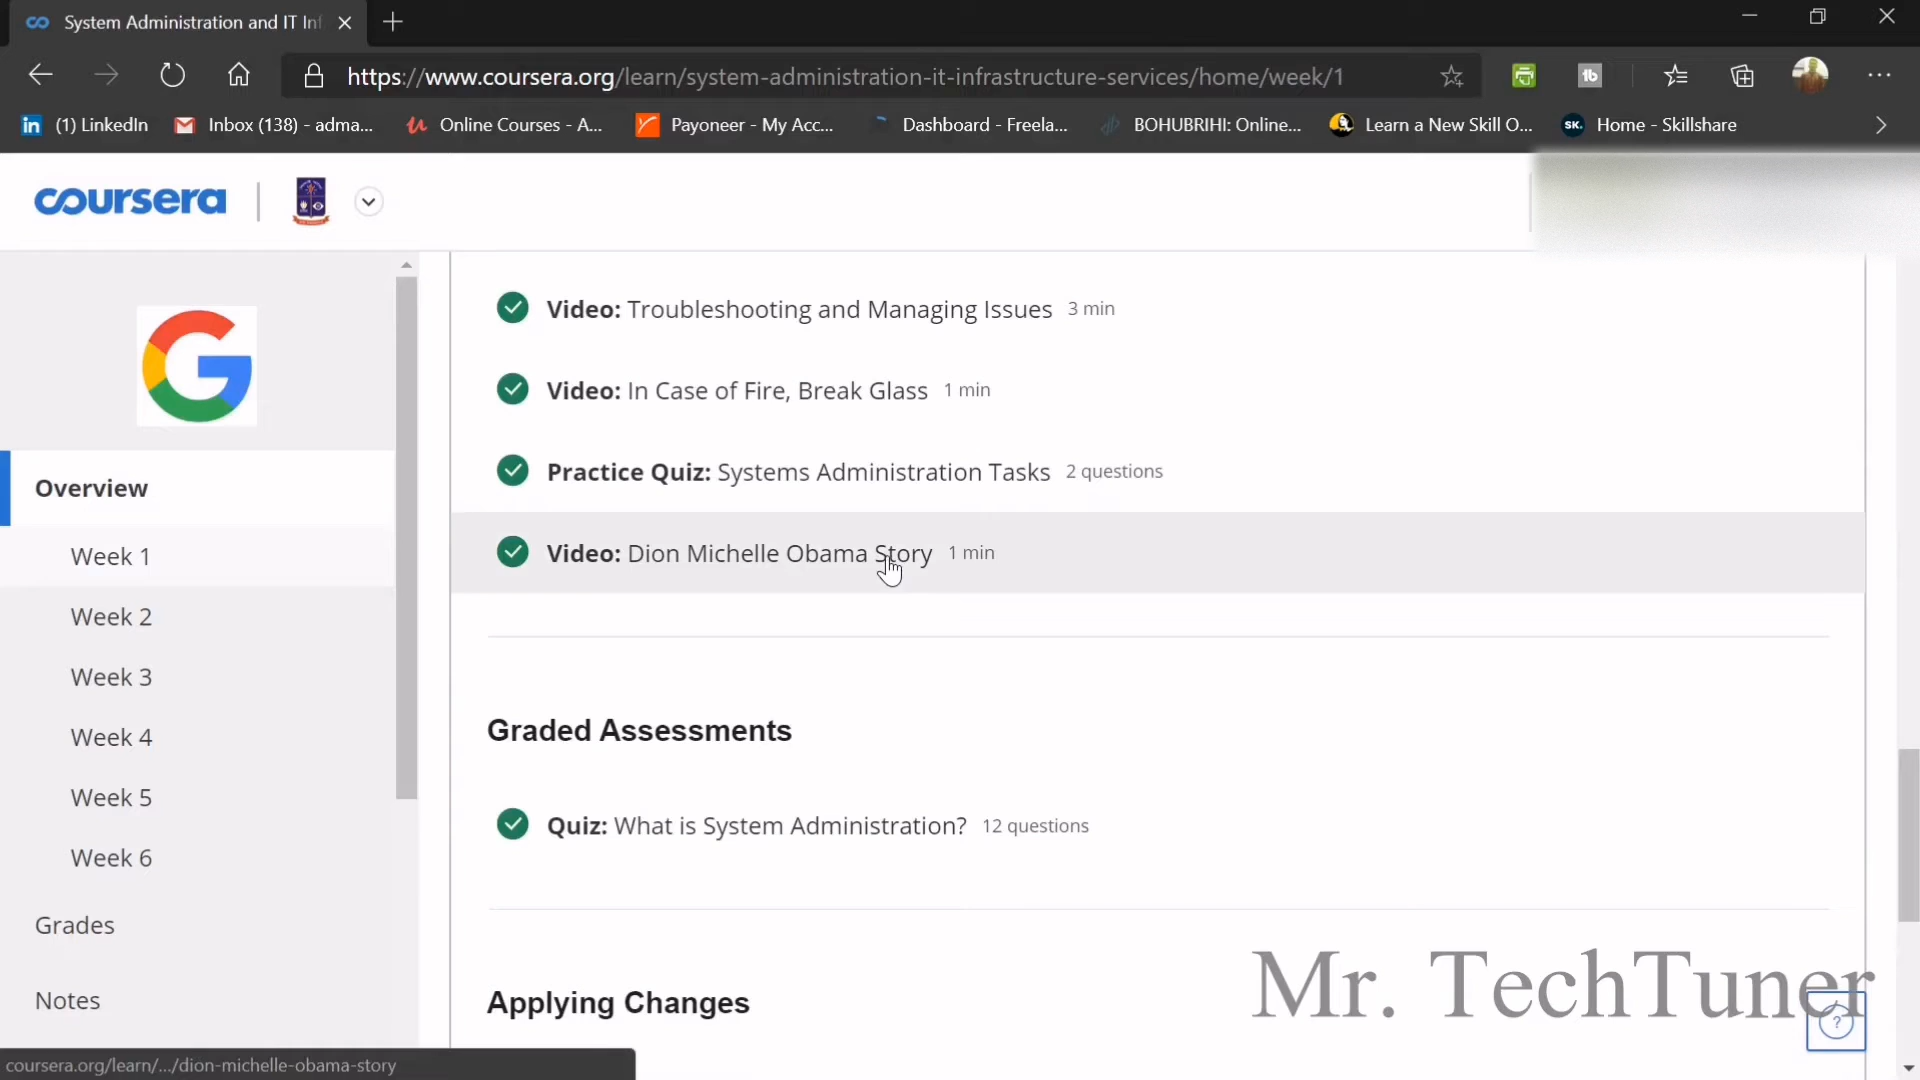 System Administration and IT Inf
https://www.coursera.org/learn/system-administration-it-infrastructure-services/home/week/1
(1) LinkedIn
Inbox (138) - adma...
Online Courses - A...
Payoneer - My Acc...
Dashboard - Freela...
BOHUBRIHI: Online...
Learn a New Skill O...
SK.
Home - Skillshare
coursera
Video: Troubleshooting and Managing Issues 3 min
Video: In Case of Fire, Break Glass 1 min
Practice Quiz: Systems Administration Tasks 2 questions
Video: Dion Michelle Obama Story 1 min
Graded Assessments
Quiz: What is System Administration? 12 questions
Applying Changes
Overview
Week 1
Week 2
Week 3
Week 4
Week 5
Week 6
Grades
Notes
Mr. TechTuner
?
coursera.org/learn/.../dion-michelle-obama-story